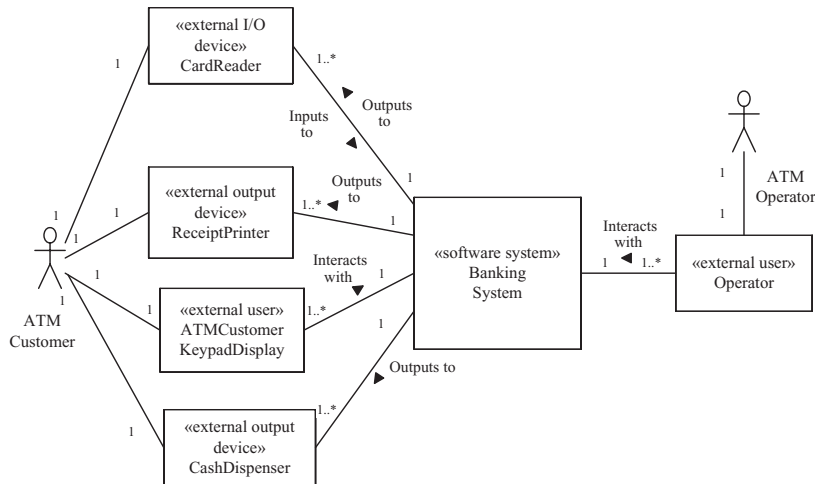 «external I/O
device»
CardReader
1
1
1..*
Outputs
to
Inputs
to
1
1
«external output
device»
ReceiptPrinter
1
1
1..*
Outputs
to
1
ATM
Customer
1
1
«external user»
ATMCustomer
KeypadDisplay
1..*
Interacts
with
1
1
1
«external output
device»
CashDispenser
1..*
Outputs to
1
«software system»
Banking
System
1
Interacts
with
1..*
«external user»
Operator
1
1
ATM
Operator